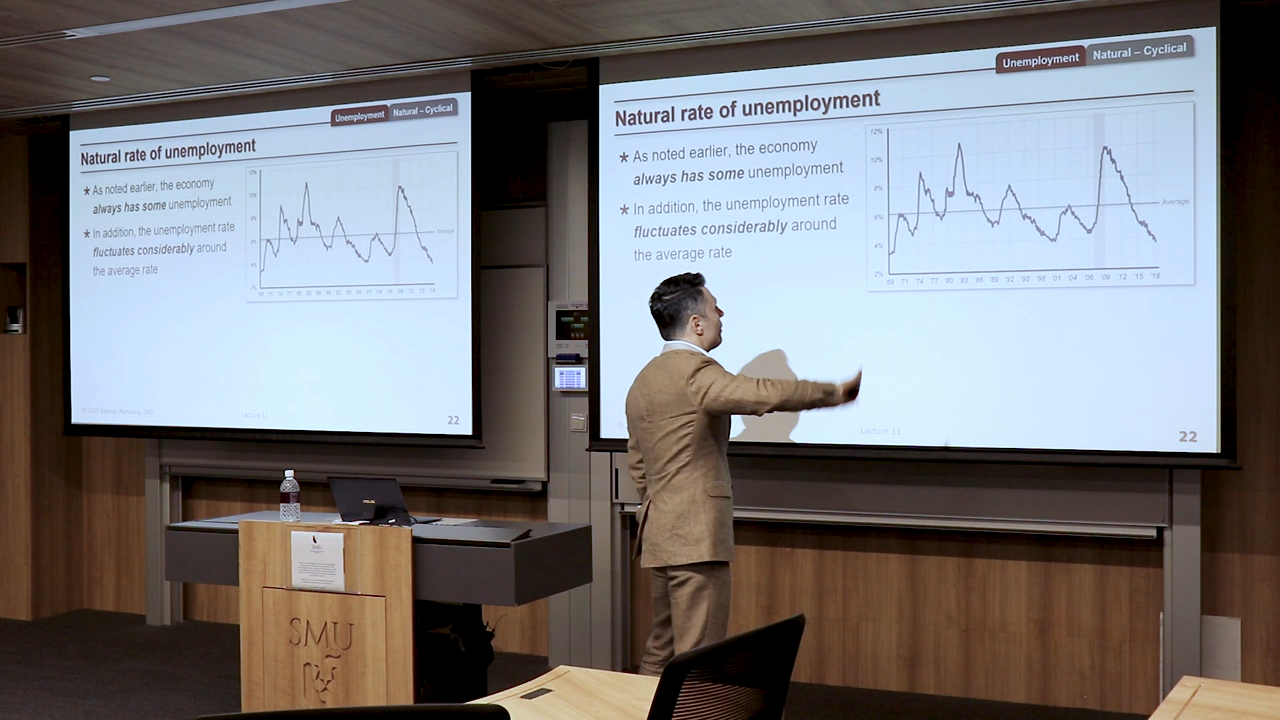 Unemployment
Natural – Cyclical
Natural rate of unemployment
★ As noted earlier, the economy
always has some unemployment
★ In addition, the unemployment rate
fluctuates considerably around
the average rate
Average
Lecture 11
22
Unemployment
Natural – Cyclical
Natural rate of unemployment
★ As noted earlier, the economy
always has some unemployment
★ In addition, the unemployment rate
fluctuates considerably around
the average rate
12%
10%
8%
6%
4%
2%
Average
'71 '74 '77 '80 '83 '86 '89 '92 '95 '98 '01 '04 '06 '09 '12 '15 '18
Lecture 11
22
SMU
SMU